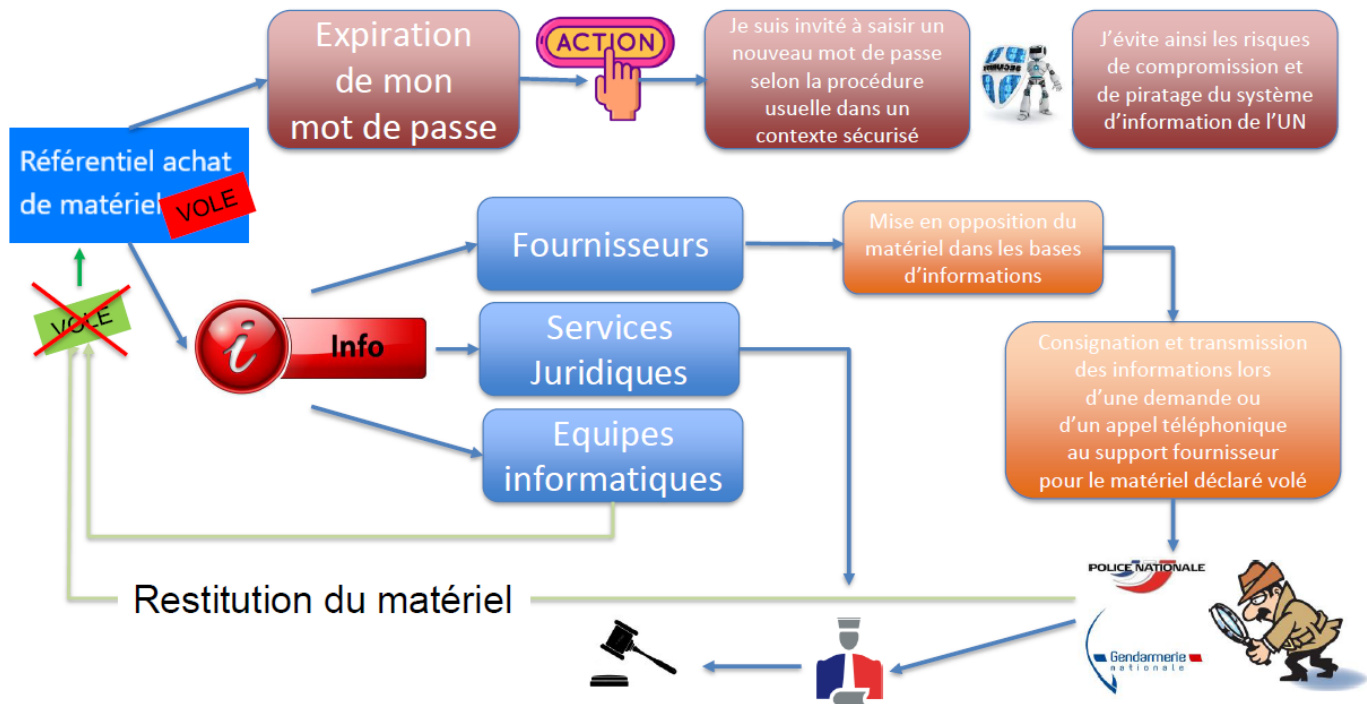 Expiration
de mon
mot de passe
ACTION
Je suis invité à saisir un
nouveau mot de passe
selon la procédure
usuelle dans un
contexte sécurisé
J'évite ainsi les risques
de compromission et
de piratage du système
d'information de l'UN
Référentiel achat
de matériel
VOLE
Fournisseurs
Mise en opposition du
matériel dans les bases
d'informations
VOLE
i Info
Services
Juridiques
Consignation et transmission
des informations lors
d'une demande ou
d'un appel téléphonique
au support fournisseur
pour le matériel déclaré volé
Equipes
informatiques
POLICE NATIONALE
Restitution du matériel
Gendarmerie
nationale